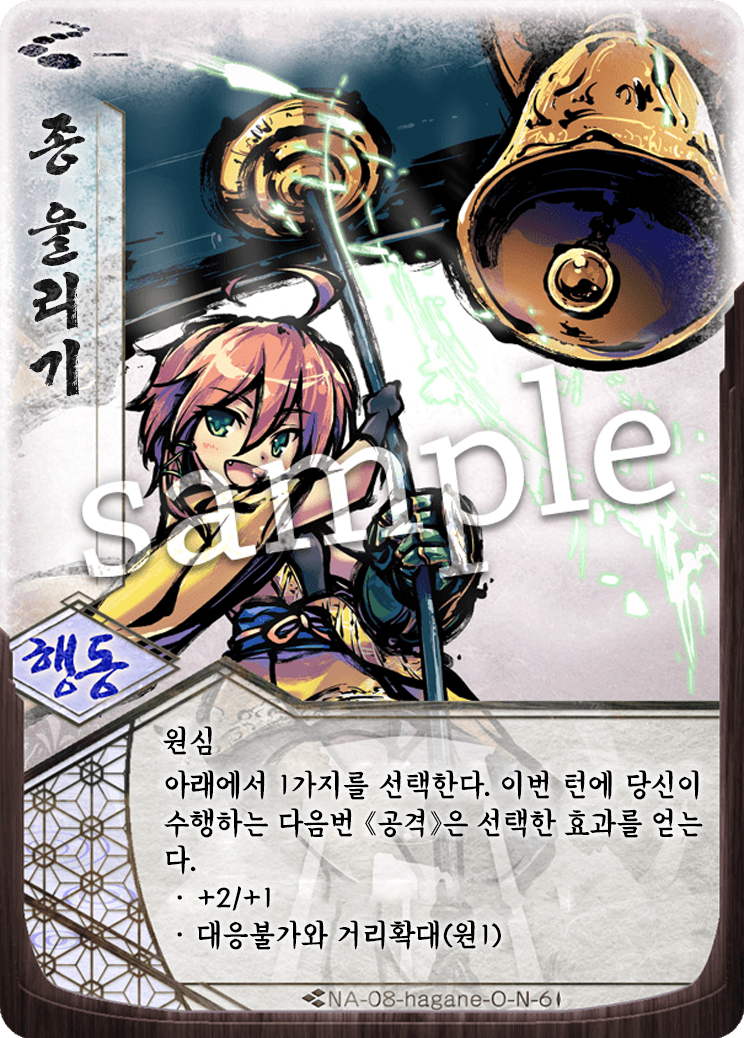 종 울리기
sample
행동
원심
아래에서 1가지를 선택한다. 이번 턴에 당신이
수행하는 다음번 《공격》은 선택한 효과를 얻는
다.
· +2/+1
· 대응불가와 거리확대(원1)
NA-08-hagane-O-N-6